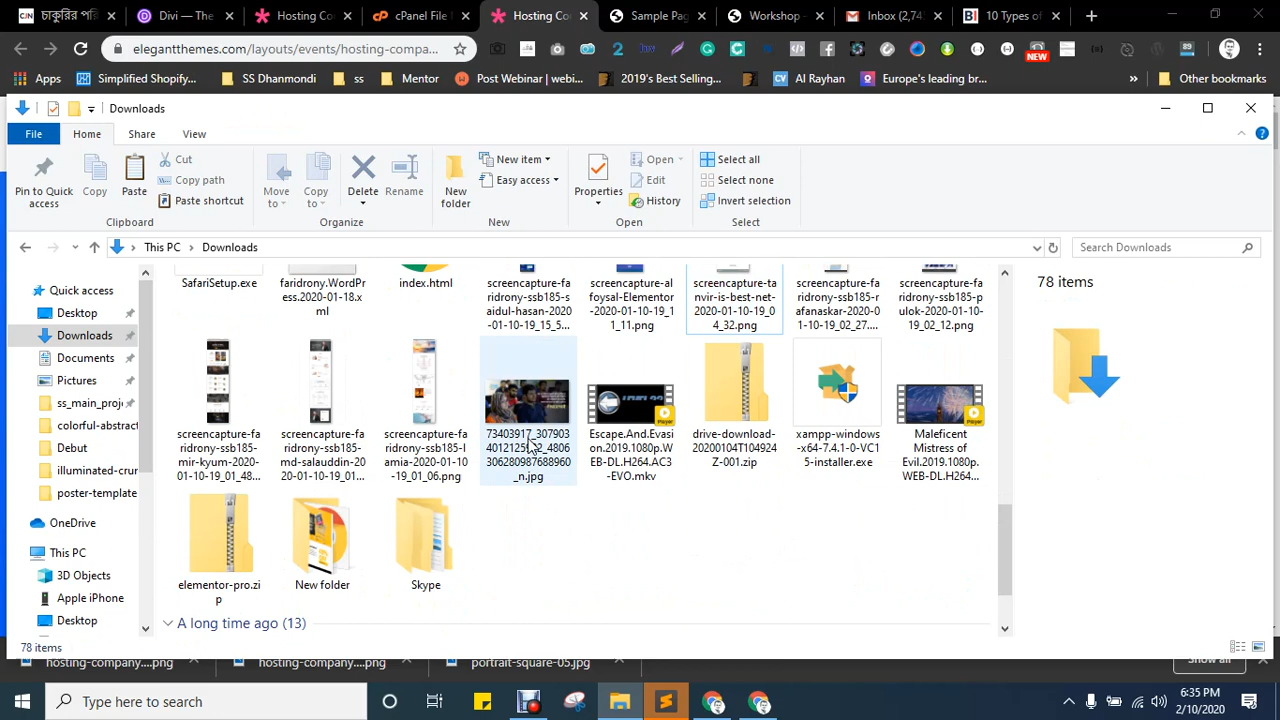 চাকুরির পরি
Divi — The
Hosting Co
cPanel File M
Hosting Co
Sample Pag
Workshop -
Inbox (2,74
10 Types of
elegantthemes.com/layouts/events/hosting-compa...
NEW
89
Apps
Simplified Shopify...
SS Dhanmondi
ss
Mentor
Post Webinar | webi...
2019's Best Selling...
Al Rayhan
Europe's leading br...
Other bookmarks
Downloads
File
Home
Share
View
Pin to Quick
access
Copy
Paste
Cut
Copy path
Paste shortcut
Clipboard
Move
to
Copy
to
Delete
Rename
Organize
New
folder
New item
Easy access
New
Properties
Open
Edit
History
Open
Select all
Select none
Invert selection
Select
This PC
Downloads
Search Downloads
Quick access
Desktop
Downloads
Documents
Pictures
ss_main_proje
colorful-abstract
Debut
illuminated-crun
poster-template
OneDrive
This PC
3D Objects
Apple iPhone
Desktop
SafariSetup.exe
faridrony.WordP
ress.2020-01-18.x
ml
index.html
screencapture-fa
ridrony-ssb185-s
aidul-hasan-2020
-01-10-19_15_5...
screencapture-al
foysal-Elementor
-2020-01-10-19_1
1_11.png
screencapture-ta
nvir-is-best-net-
2020-01-10-19_0
4_32.png
screencapture-fa
ridrony-ssb185-r
afanaskar-2020-0
1-10-19_02_27....
screencapture-fa
ridrony-ssb185-p
ulok-2020-01-10-
19_02_12.png
screencapture-fa
ridrony-ssb185-
mir-kyum-2020-
01-10-19_01_48...
screencapture-fa
ridrony-ssb185-
md-salauddin-20
20-01-10-19_01...
screencapture-fa
ridrony-ssb185-l
amia-2020-01-10
-19_01_06.png
73403917_307903
306280987688960
_n.jpg
Escape.And.Evasi
on.2019.1080p.W
EB-DL.H264.AC3
-EVO.mkv
drive-download-
20200104T104924
Z-001.zip
xampp-windows
-x64-7.4.1-0-VC1
5-installer.exe
Maleficent
Mistress of
Evil.2019.1080p.
WEB-DL.H264...
elementor-pro.zi
p
New folder
Skype
A long time ago (13)
78 items
78 items
hosting-company....png
hosting-company....png
portrait-square-05.jpg
Show all
Type here to search
6:35 PM
2/10/2020